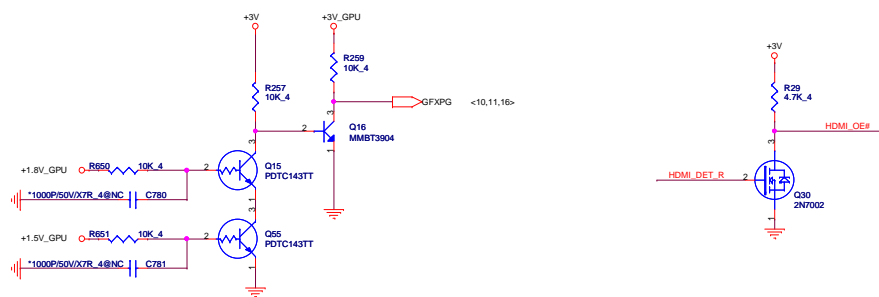 +3V
+3V_GPU
R259
10K_4
R257
10K_4
GFXPG
<10,11,16>
3
2
Q16
MMBT3904
1
3
+1.8V_GPU
R650
10K_4
2
Q15
PDTC143TT
*1000P/50V/X7R_4@NC
C780
1
3
+1.5V_GPU
R651
10K_4
2
Q55
PDTC143TT
*1000P/50V/X7R_4@NC
C781
1
+3V
R29
4.7K_4
HDMI_OE#
3
HDMI_DET_R
2
Q30
2N7002
1